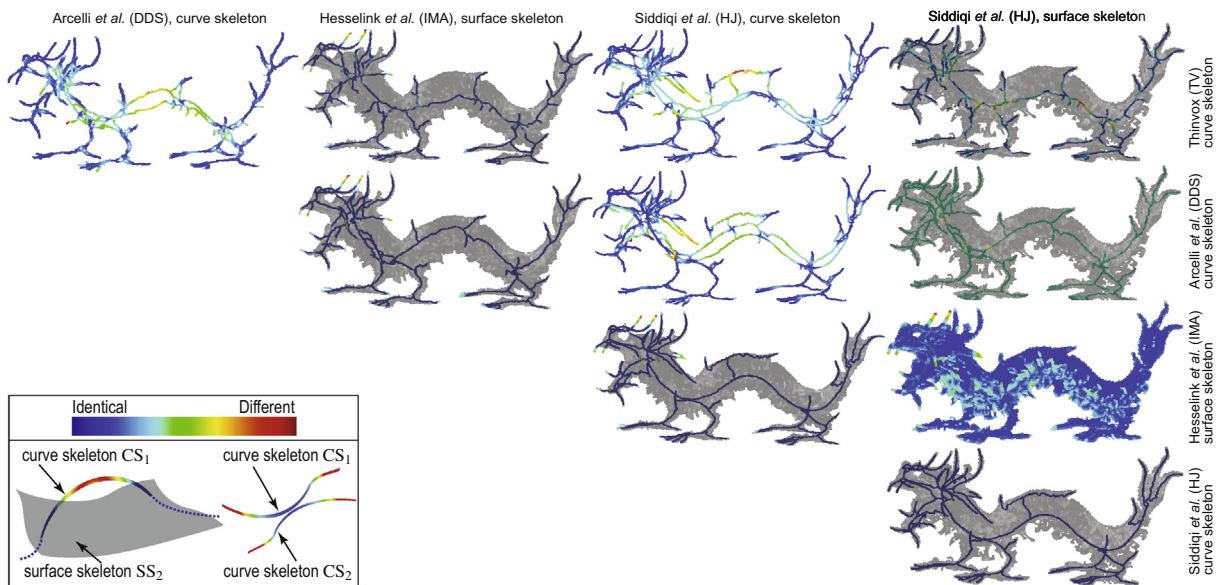 Arcelli et al. (DDS), curve skeleton
Hesselink et al. (IMA), surface skeleton
Siddiqi et al. (HJ), curve skeleton
Siddiqi et al. (HJ), surface skeleton
Thinvox (TV)
curve skeleton
Arcelli et al. (DDS)
curve skeleton
Hesselink et al. (IMA)
surface skeleton
Siddiqi et al. (HJ)
curve skeleton
Identical
Different
curve skeleton CS1
curve skeleton CS1
surface skeleton SS2
curve skeleton CS2